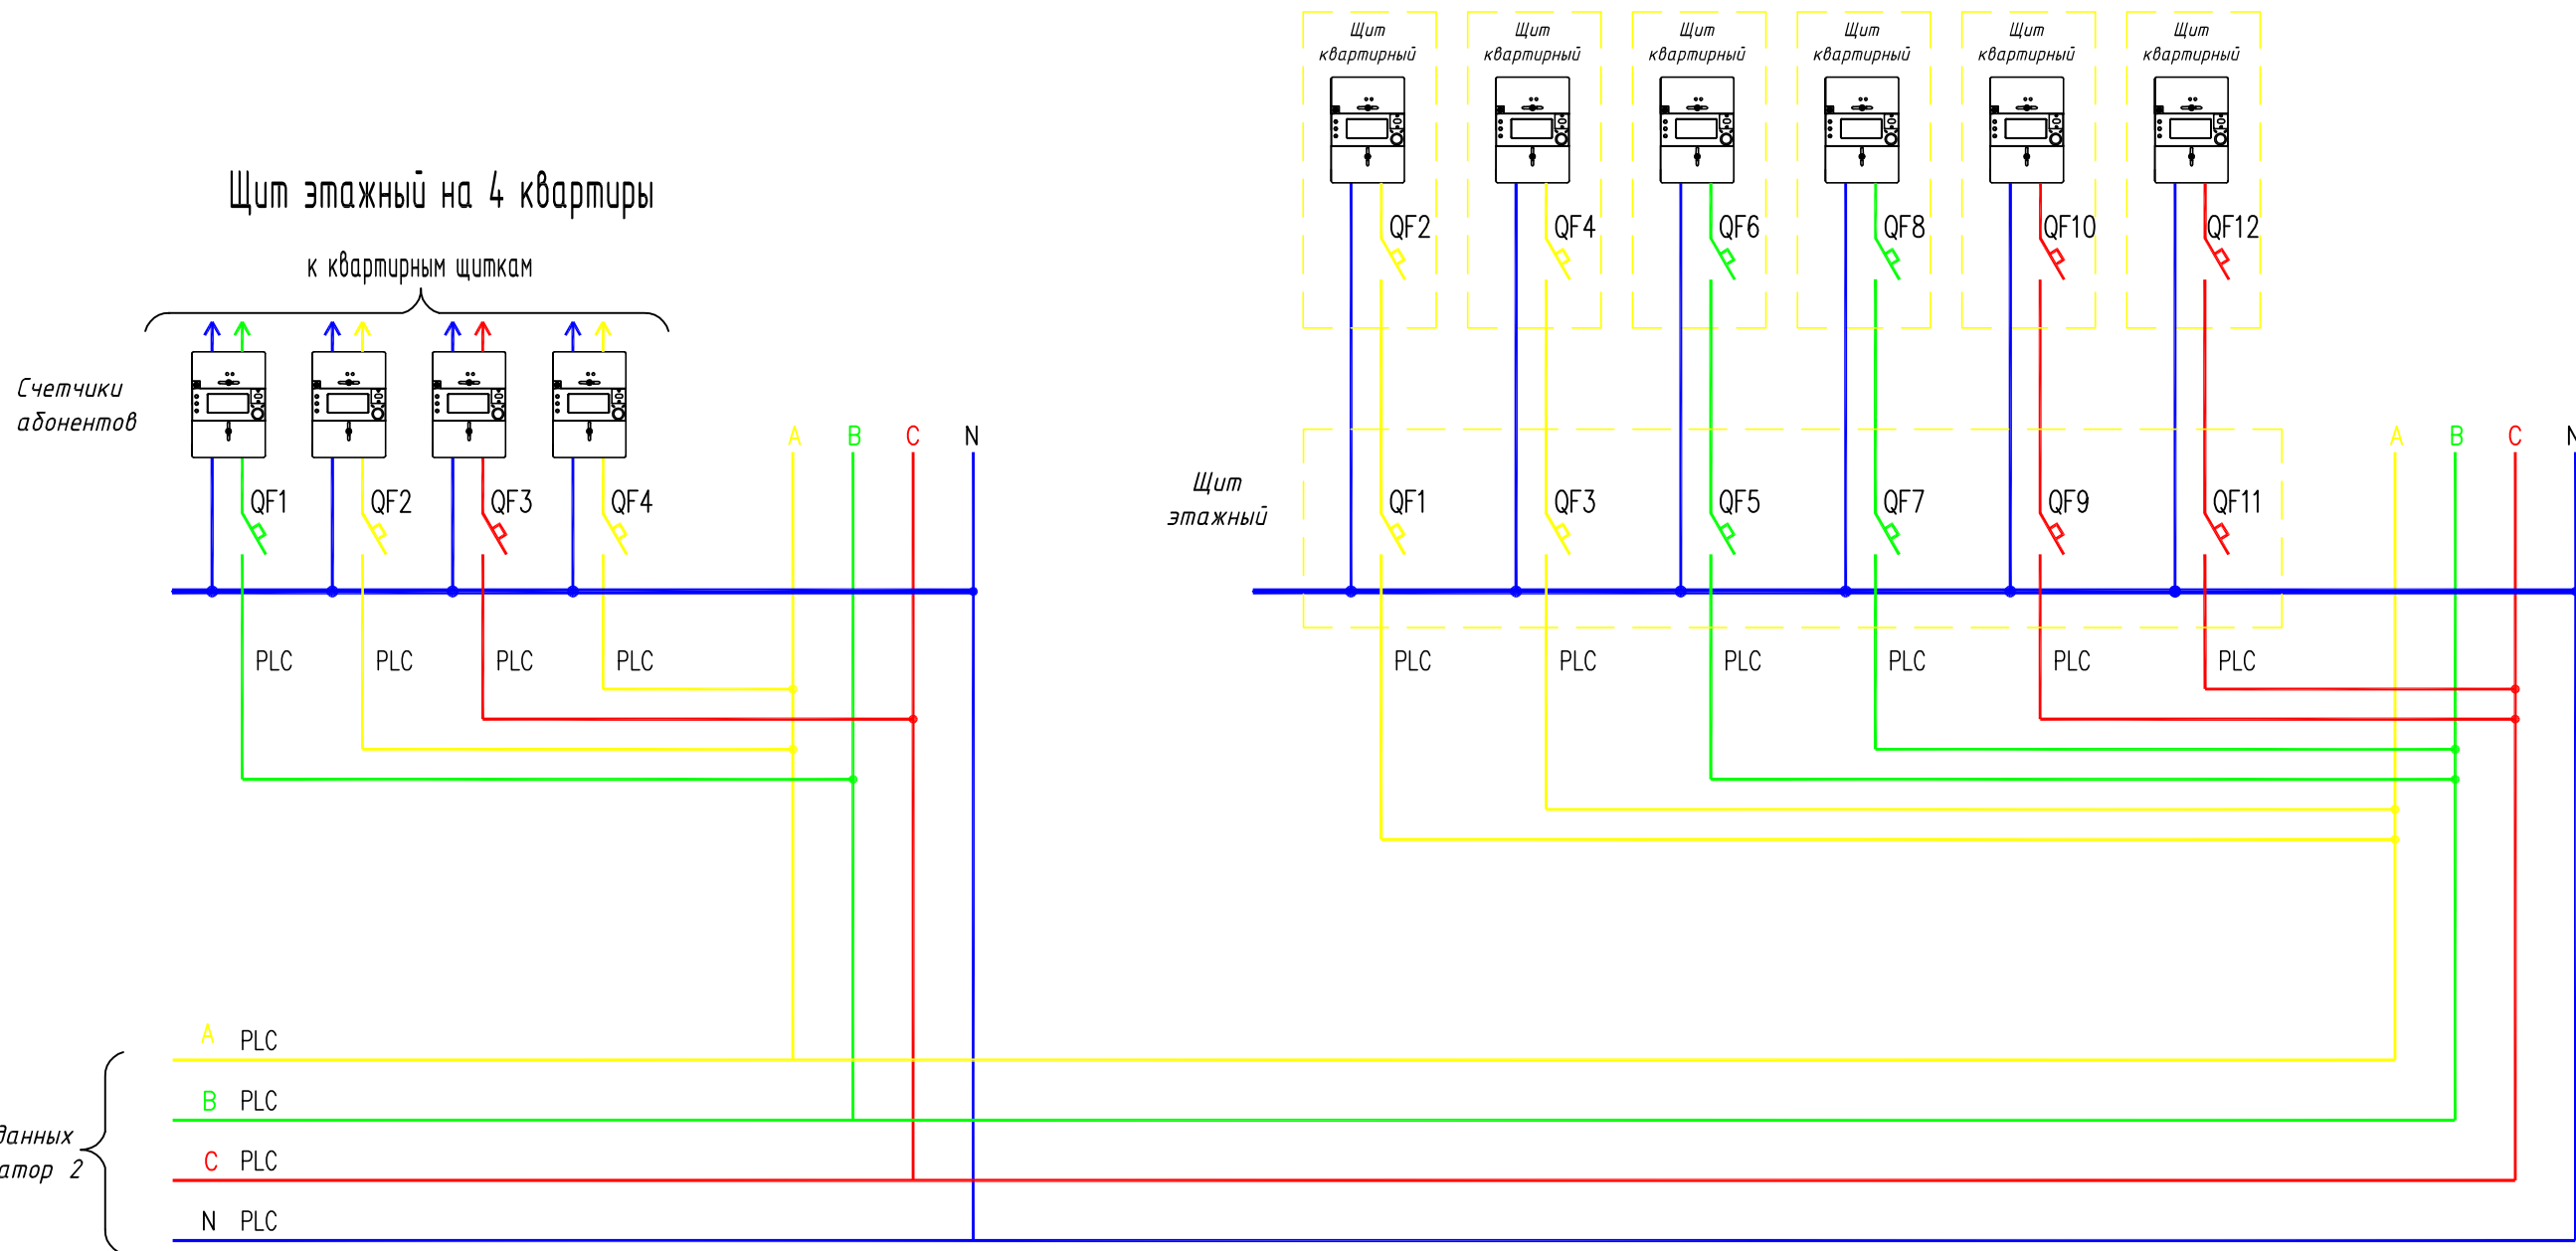 Щит
квартирный
Щит
квартирный
Щит
квартирный
Щит
квартирный
Щит
квартирный
Щит
квартирный
Щит этажный на 4 квартиры
к квартирным щиткам
QF2 QF4 QF6 QF8 QF10 QF12
Счетчики
абонентов
A B C N
A B C N
QF1 QF2 QF3 QF4
Щит
этажный
QF1 QF3 QF5 QF7 QF9 QF11
PLC PLC PLC PLC
PLC PLC PLC PLC PLC PLC
A PLC
B PLC
данных
C PLC
атор 2
N PLC